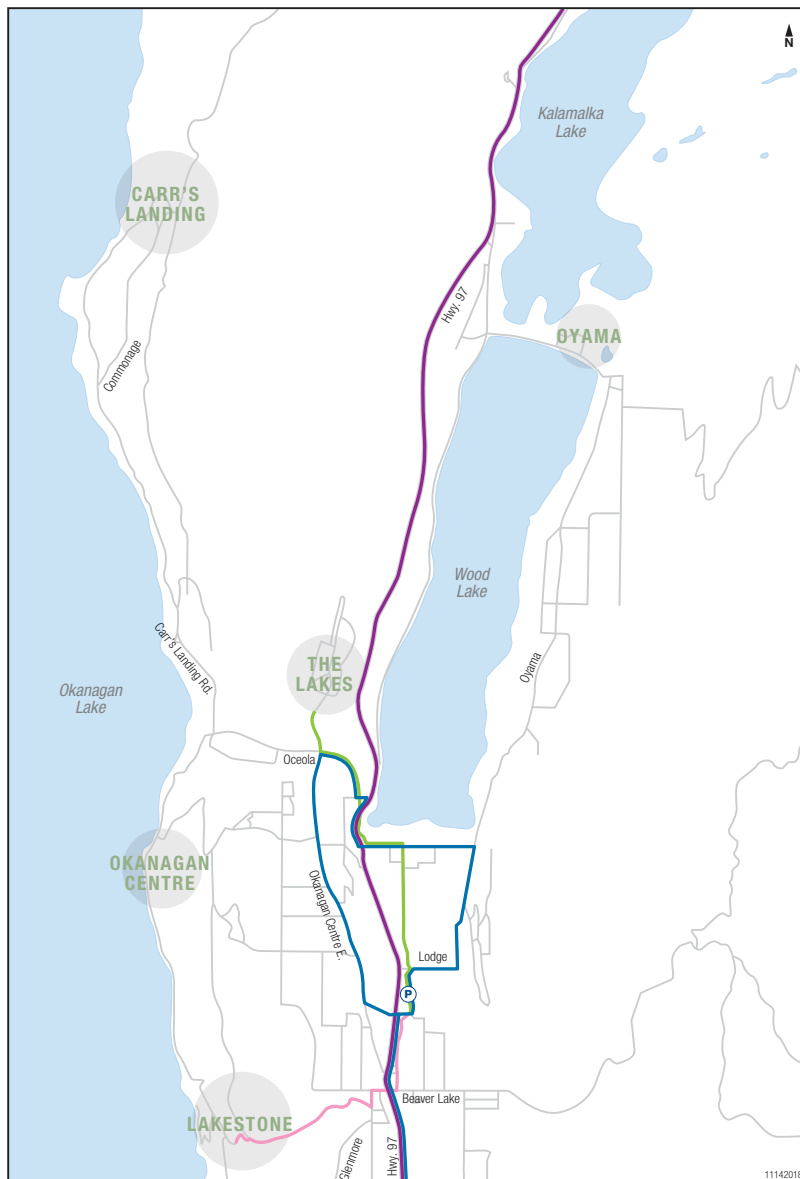 N
Kalamalka
Lake
CARR'S
LANDING
Hwy. 97
OYAMA
Commonage
Wood
Lake
Carr's Landing Rd.
THE
LAKES
Oyama
Okanagan
Lake
Oceola
OKANAGAN
CENTRE
Okanagan Centre E.
Lodge
P
Beaver Lake
LAKESTONE
Glenmore
Hwy. 97
11142018